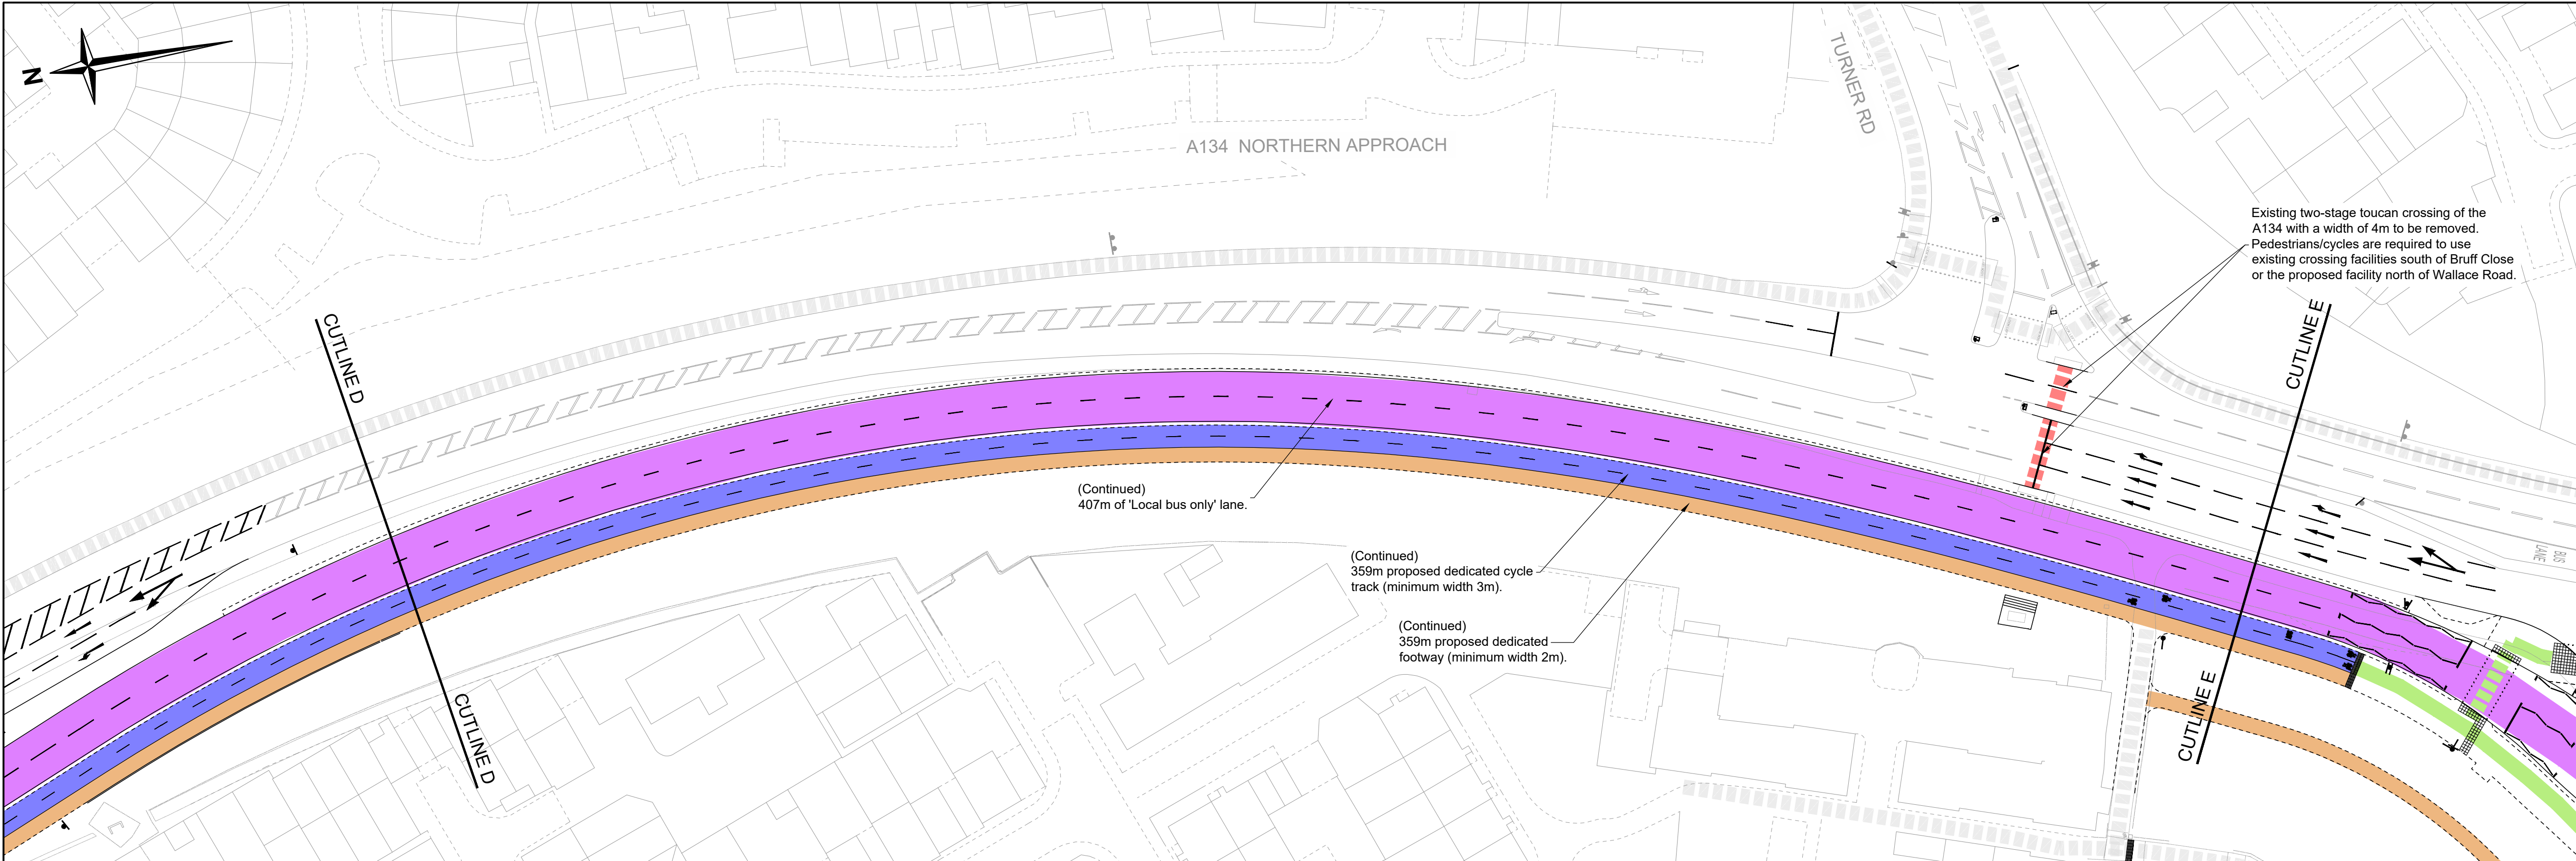 N
A134 NORTHERN APPROACH
TURNER RD
Existing two-stage toucan crossing of the
A134 with a width of 4m to be removed.
Pedestrians/cycles are required to use
existing crossing facilities south of Bruff Close
or the proposed facility north of Wallace Road.
CUTLINE D
CUTLINE E
(Continued)
407m of 'Local bus only' lane.
(Continued)
359m proposed dedicated cycle
track (minimum width 3m).
(Continued)
359m proposed dedicated
footway (minimum width 2m).
BUS
LANE
CUTLINE D
CUTLINE E